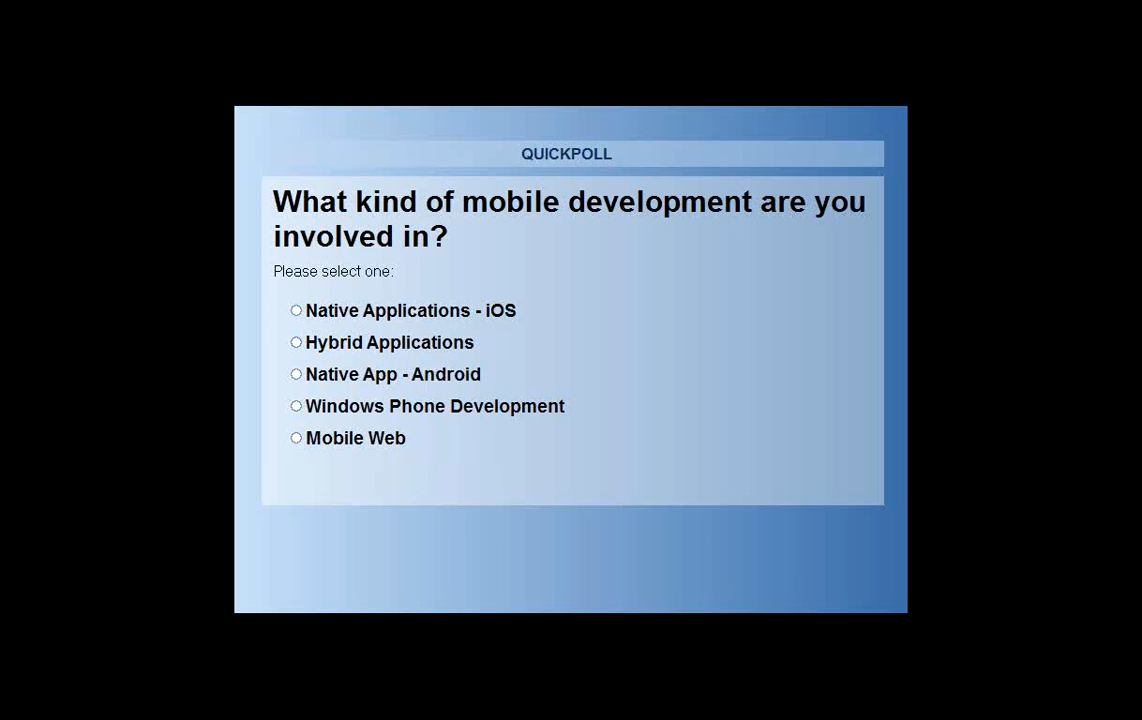 QUICKPOLL
What kind of mobile development are you
involved in?
Please select one:
Native Applications - iOS
Hybrid Applications
Native App - Android
Windows Phone Development
Mobile Web